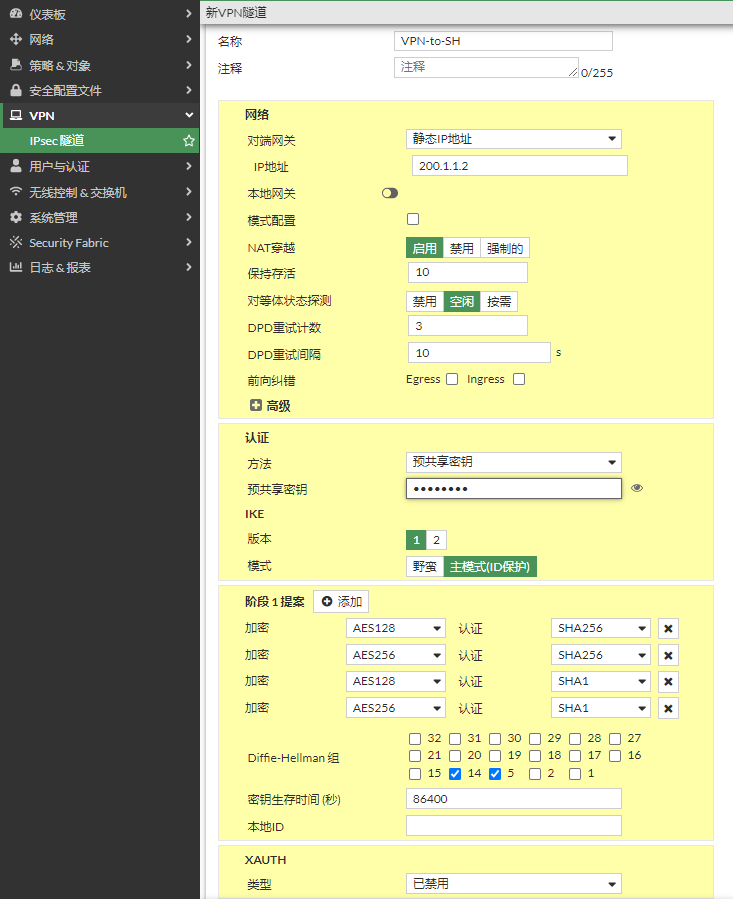 仪表板
网络
策略 & 对象
安全配置文件
VPN
IPsec 隧道
用户与认证
无线控制 & 交换机
系统管理
Security Fabric
日志 & 报表
新VPN隧道
名称 VPN-to-SH
注释 注释 0/255
网络
对端网关 静态IP地址
IP地址 200.1.1.2
本地网关
模式配置
NAT穿越 启用 禁用 强制的
保持存活 10
对等体状态探测 禁用 空闲 按需
DPD重试计数 3
DPD重试间隔 10 s
前向纠错 Egress Ingress
高级
认证
方法 预共享密钥
预共享密钥 ••••••••
IKE
版本 1 2
模式 野蛮 主模式(ID保护)
阶段 1 提案 添加
加密 AES128 认证 SHA256
加密 AES256 认证 SHA256
加密 AES128 认证 SHA1
加密 AES256 认证 SHA1
32 31 30 29 28 27
Diffie-Hellman 组 21 20 19 18 17 16
15 14 5 2 1
密钥生存时间 (秒) 86400
本地ID
XAUTH
类型 已禁用